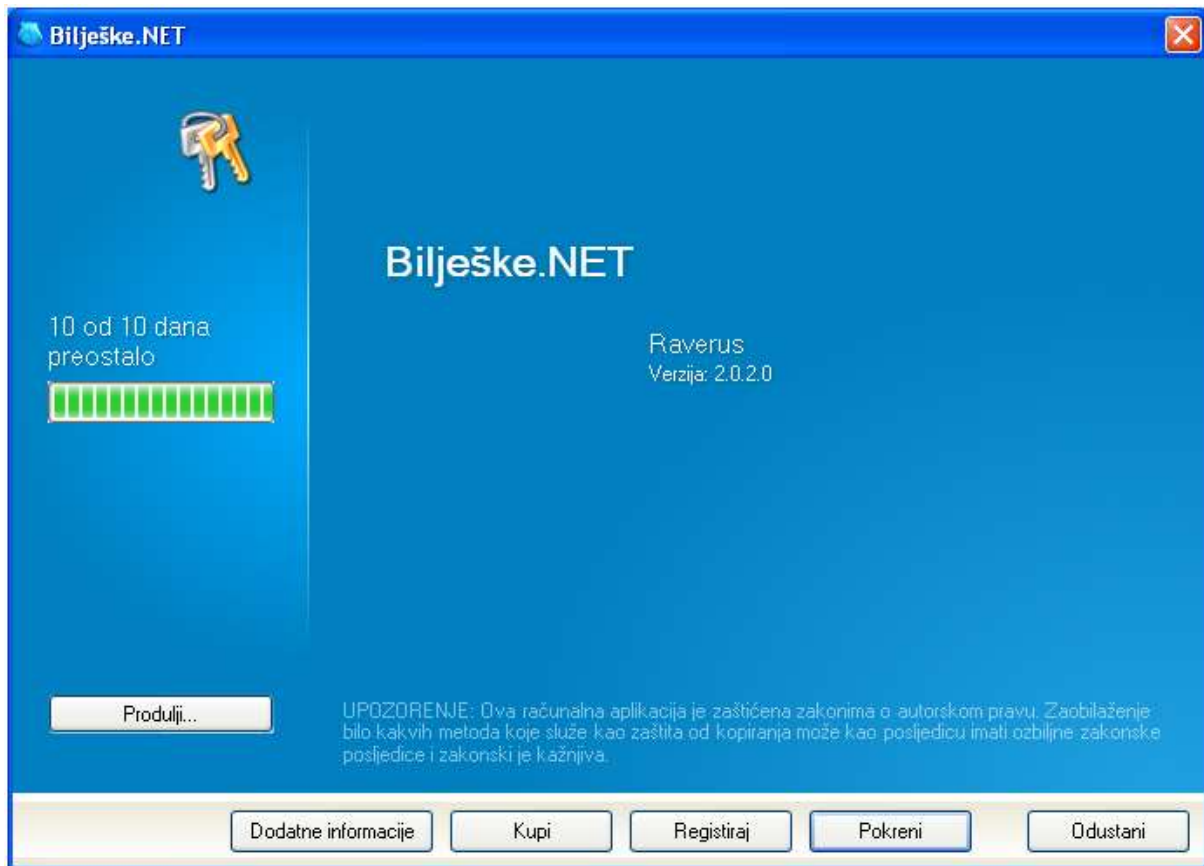 Bilješke.NET
Bilješke.NET
10 od 10 dana
preostalo
Raverus
Verzija: 2.0.2.0
Produlji...
UPOZORENJE: Ova računalna aplikacija je zaštićena zakonima o autorskom pravu. Zaobilaženje
bilo kakvih metoda koje služe kao zaštita od kopiranja može kao posljedicu imati ozbiljne zakonske
posljedice i zakonski je kažnjiva.
Dodatne informacije
Kupi
Registiraj
Pokreni
Odustani